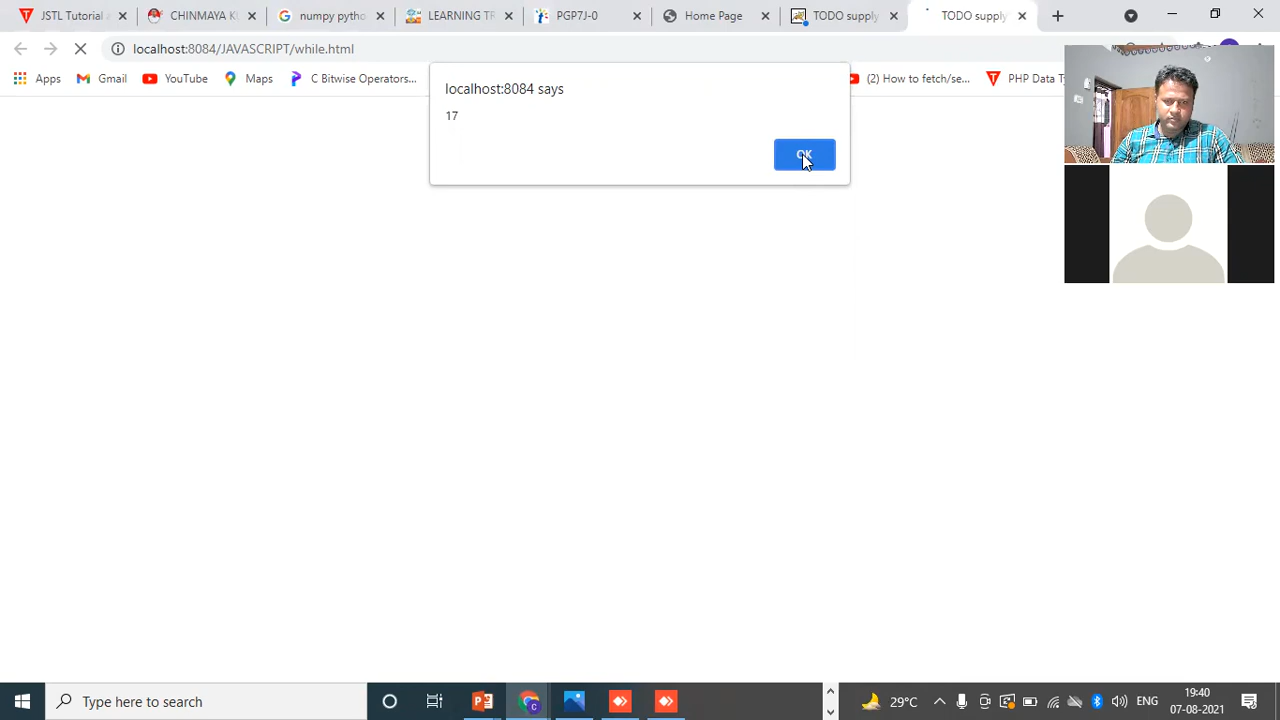 JSTL Tutorial
CHINMAYA K
numpy pytho
LEARNING TR
PGP7J-0
Home Page
TODO supply
TODO supply
localhost:8084/JAVASCRIPT/while.html
Apps
Gmail
YouTube
Maps
C Bitwise Operators...
(2) How to fetch/se...
PHP Data Ty
localhost:8084 says
17
OK
Type here to search
29°C
ENG
19:40
07-08-2021